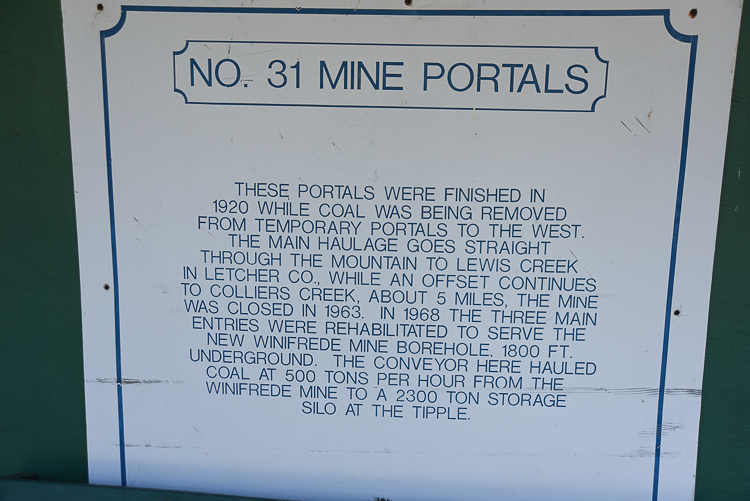 NO. 31 MINE PORTALS
THESE PORTALS WERE FINISHED IN
1920 WHILE COAL WAS BEING REMOVED
FROM TEMPORARY PORTALS TO THE WEST.
THE MAIN HAULAGE GOES STRAIGHT
THROUGH THE MOUNTAIN TO LEWIS CREEK
IN LETCHER CO., WHILE AN OFFSET CONTINUES
TO COLLIERS CREEK, ABOUT 5 MILES, THE MINE
WAS CLOSED IN 1963. IN 1968 THE THREE MAIN
ENTRIES WERE REHABILITATED TO SERVE THE
NEW WINIFREDE MINE BOREHOLE. 1800 FT.
UNDERGROUND. THE CONVEYOR HERE HAULED
COAL AT 500 TONS PER HOUR FROM THE
WINIFREDE MINE TO A 2300 TON STORAGE
SILO AT THE TIPPLE.